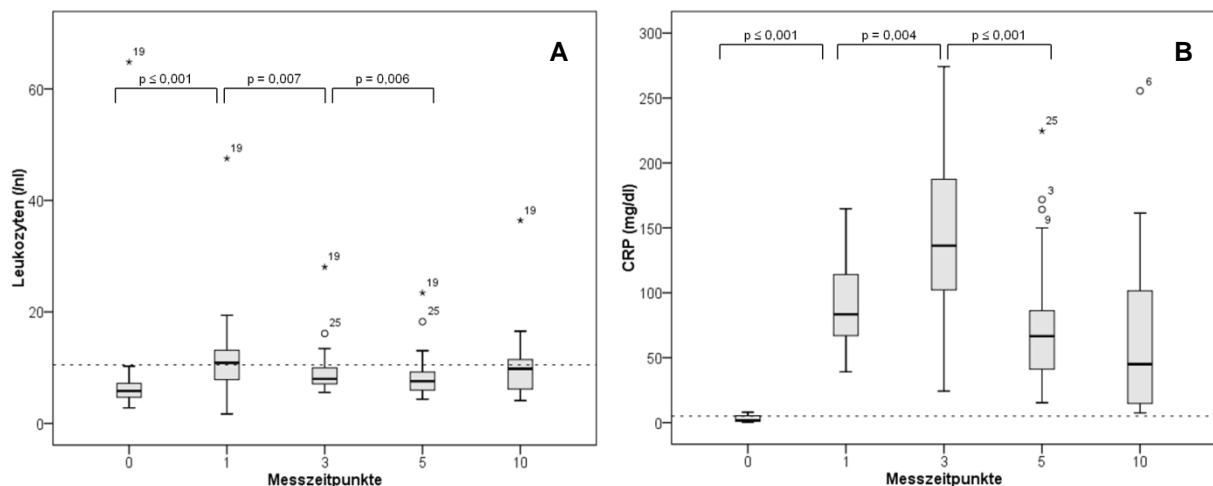 A
p ≤ 0,001
p = 0,007
p = 0,006
Leukozyten (/nl)
60
40
20
0
19
19
19
25
19
25
19
0 1 3 5 10
Messzeitpunkte
B
p ≤ 0,001
p = 0,004
p ≤ 0,001
CRP (mg/dl)
300
250
200
150
100
50
0
25
3
9
6
0 1 3 5 10
Messzeitpunkte